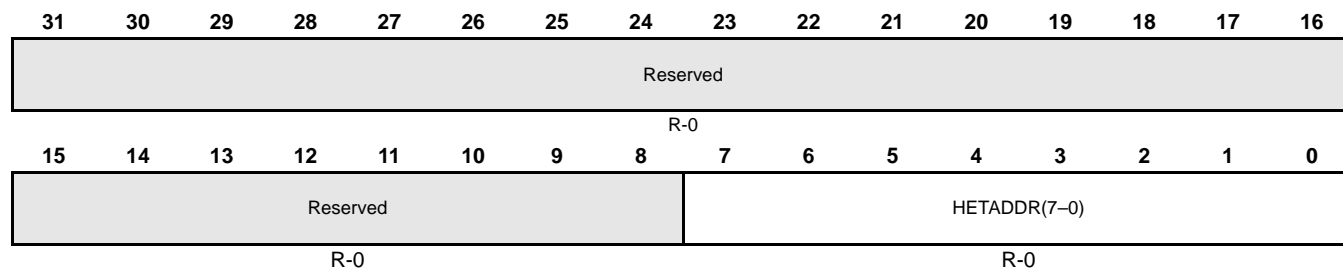 31 30 29 28 27 26 25 24 23 22 21 20 19 18 17 16
Reserved
R-0
15 14 13 12 11 10 9 8 7 6 5 4 3 2 1 0
Reserved HETADDR(7–0)
R-0 R-0